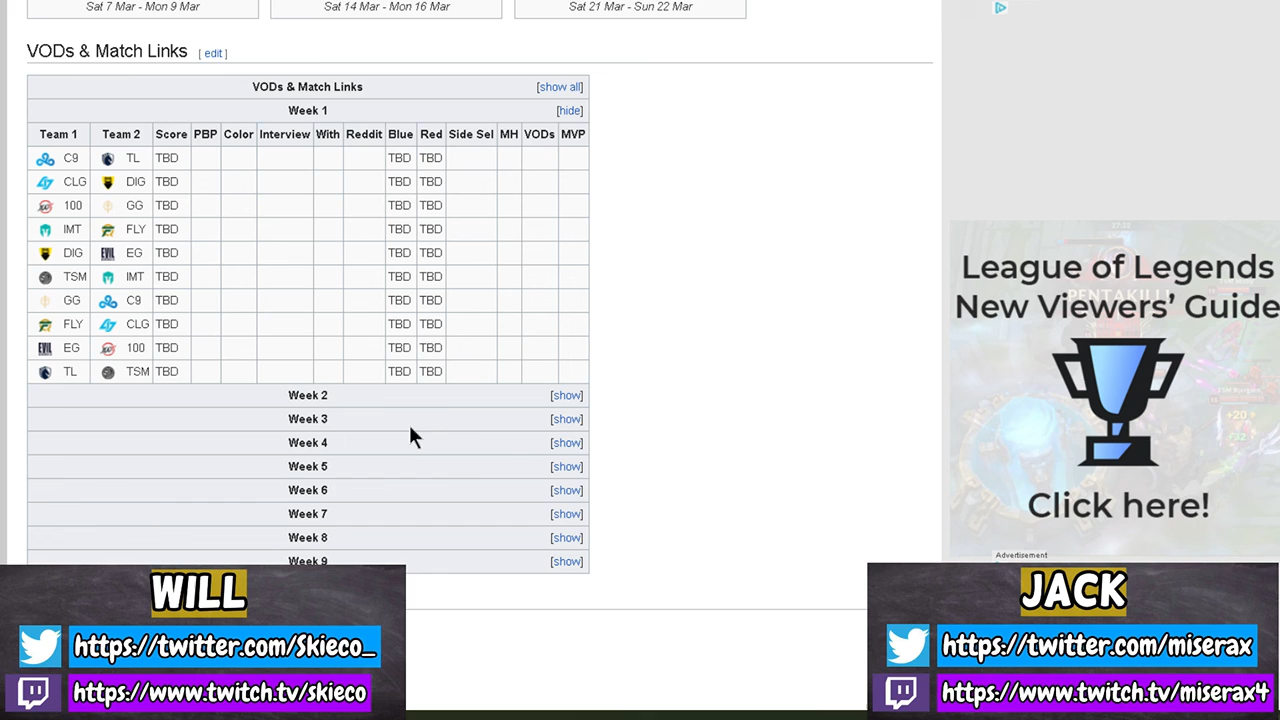 Sat 7 Mar - Mon 9 Mar
Sat 14 Mar - Mon 16 Mar
Sat 21 Mar - Sun 22 Mar
VODs & Match Links [ edit ]
VODs & Match Links [show all]
Week 1 [hide]
Team 1 Team 2 Score PBP Color Interview With Reddit Blue Red Side Sel MH VODs MVP
C9 TL TBD TBD TBD
CLG DIG TBD TBD TBD
100 GG TBD TBD TBD
IMT FLY TBD TBD TBD
DIG EVIL EG TBD TBD TBD
TSM IMT TBD TBD TBD
GG C9 TBD TBD TBD
FLY CLG TBD TBD TBD
EVIL EG 100 TBD TBD TBD
TL TSM TBD TBD TBD
Week 2 [show]
Week 3 [show]
Week 4 [show]
Week 5 [show]
Week 6 [show]
Week 7 [show]
Week 8 [show]
Week 9 [show]
League of Legends
New Viewers' Guide
PENTAKILL!
Click here!
Advertisement
WILL
https://twitter.com/Skieco_
https://www.twitch.tv/skieco
JACK
https://twitter.com/miserax
https://www.twitch.tv/miserax4